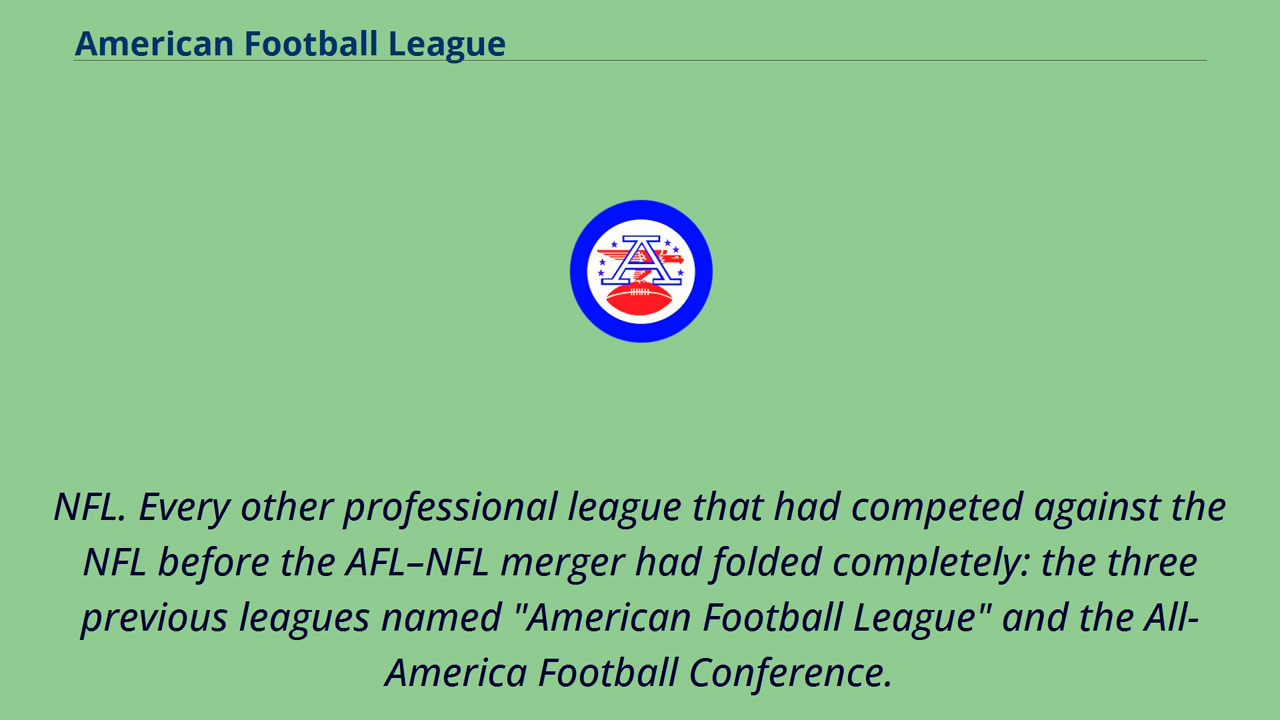 American Football League
A
NFL. Every other professional league that had competed against the
NFL before the AFL–NFL merger had folded completely: the three
previous leagues named "American Football League" and the All-
America Football Conference.